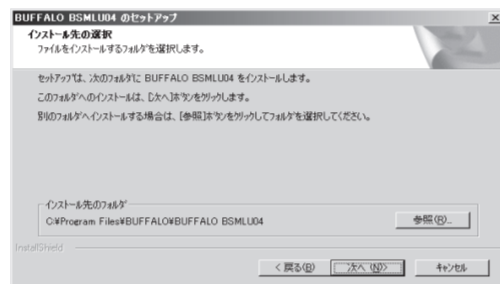 BUFFALO BSMLU04 のセットアップ
インストール先の選択
ファイルをインストールするフォルダを選択します。
セットアップは、次のフォルダに BUFFALO BSMLU04 をインストールします。
このフォルダへのインストールは、[次へ]ボタンをクリックします。
別のフォルダへインストールする場合は、[参照]ボタンをクリックしてフォルダを選択してください。
インストール先のフォルダ
C:¥Program Files¥BUFFALO¥BUFFALO BSMLU04
参照(R)...
InstallShield
< 戻る(B)
次へ (N)>
キャンセル